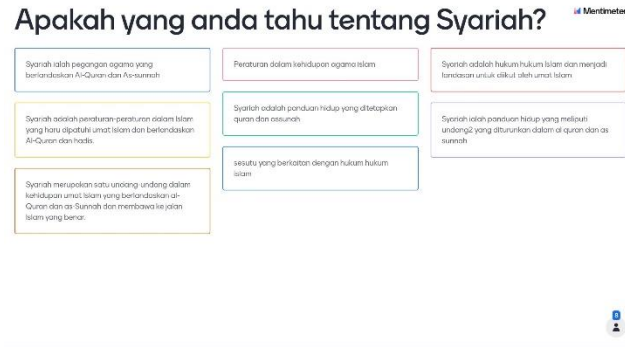 Apakah yang anda tahu tentang Syariah?
Mentimeter
Syariah ialah pegangan agama yang
berlandaskan Al-Quran dan As-sunnah
Peraturan dalam kehidupan agama islam
Syariah adalah hukum hukum Islam dan menjadi
landasan untuk diikut oleh umat Islam
Syariah adalah peraturan-peraturan dalam Islam
yang haru dipatuhi umat Islam dan berlandaskan
Al-Quran dan hadis.
Syariah adalah panduan hidup yang ditetapkan
quran dan assunah
Syariah ialah panduan hidup yang meliputi
undang2 yang diturunkan dalam al quran dan as
sunnah
sesutu yang berkaitan dengan hukum hukum
islam
Syariah merupakan satu undang-undang dalam
kehidupan umat Islam yang berlandaskan al-
Quran dan as-Sunnah dan membawa ke jalan
Islam yang benar.
8